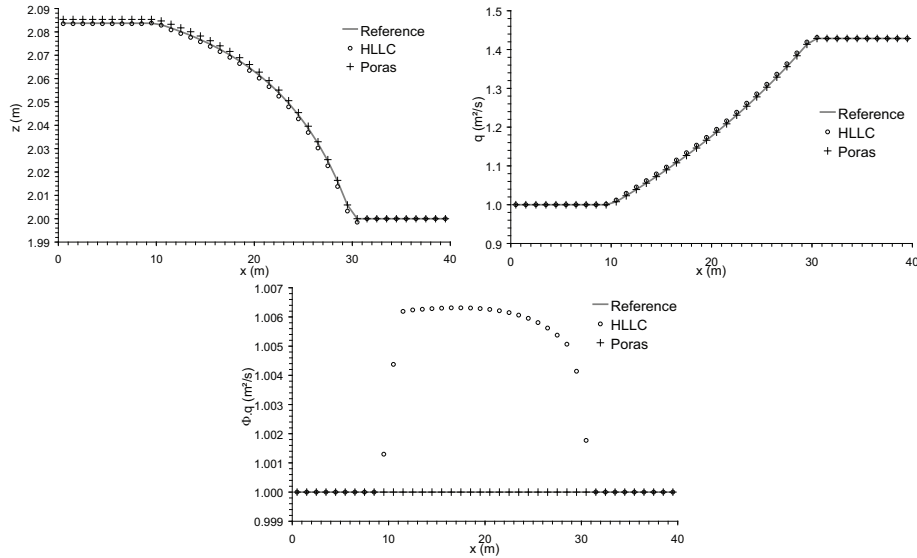 2.09
2.08
2.07
2.06
2.05
2.04
2.03
2.02
2.01
2.00
1.99
z (m)
0 10 20 30 40
x (m)
Reference
HLLC
Poras
1.5
1.4
1.3
1.2
1.1
1.0
0.9
q (m²/s)
0 10 20 30 40
x (m)
Reference
HLLC
Poras
1.007
1.006
1.005
1.004
1.002
1.001
1.000
0.999
Φ.q (m²/s)
0 10 20 30 40
x (m)
Reference
HLLC
Poras